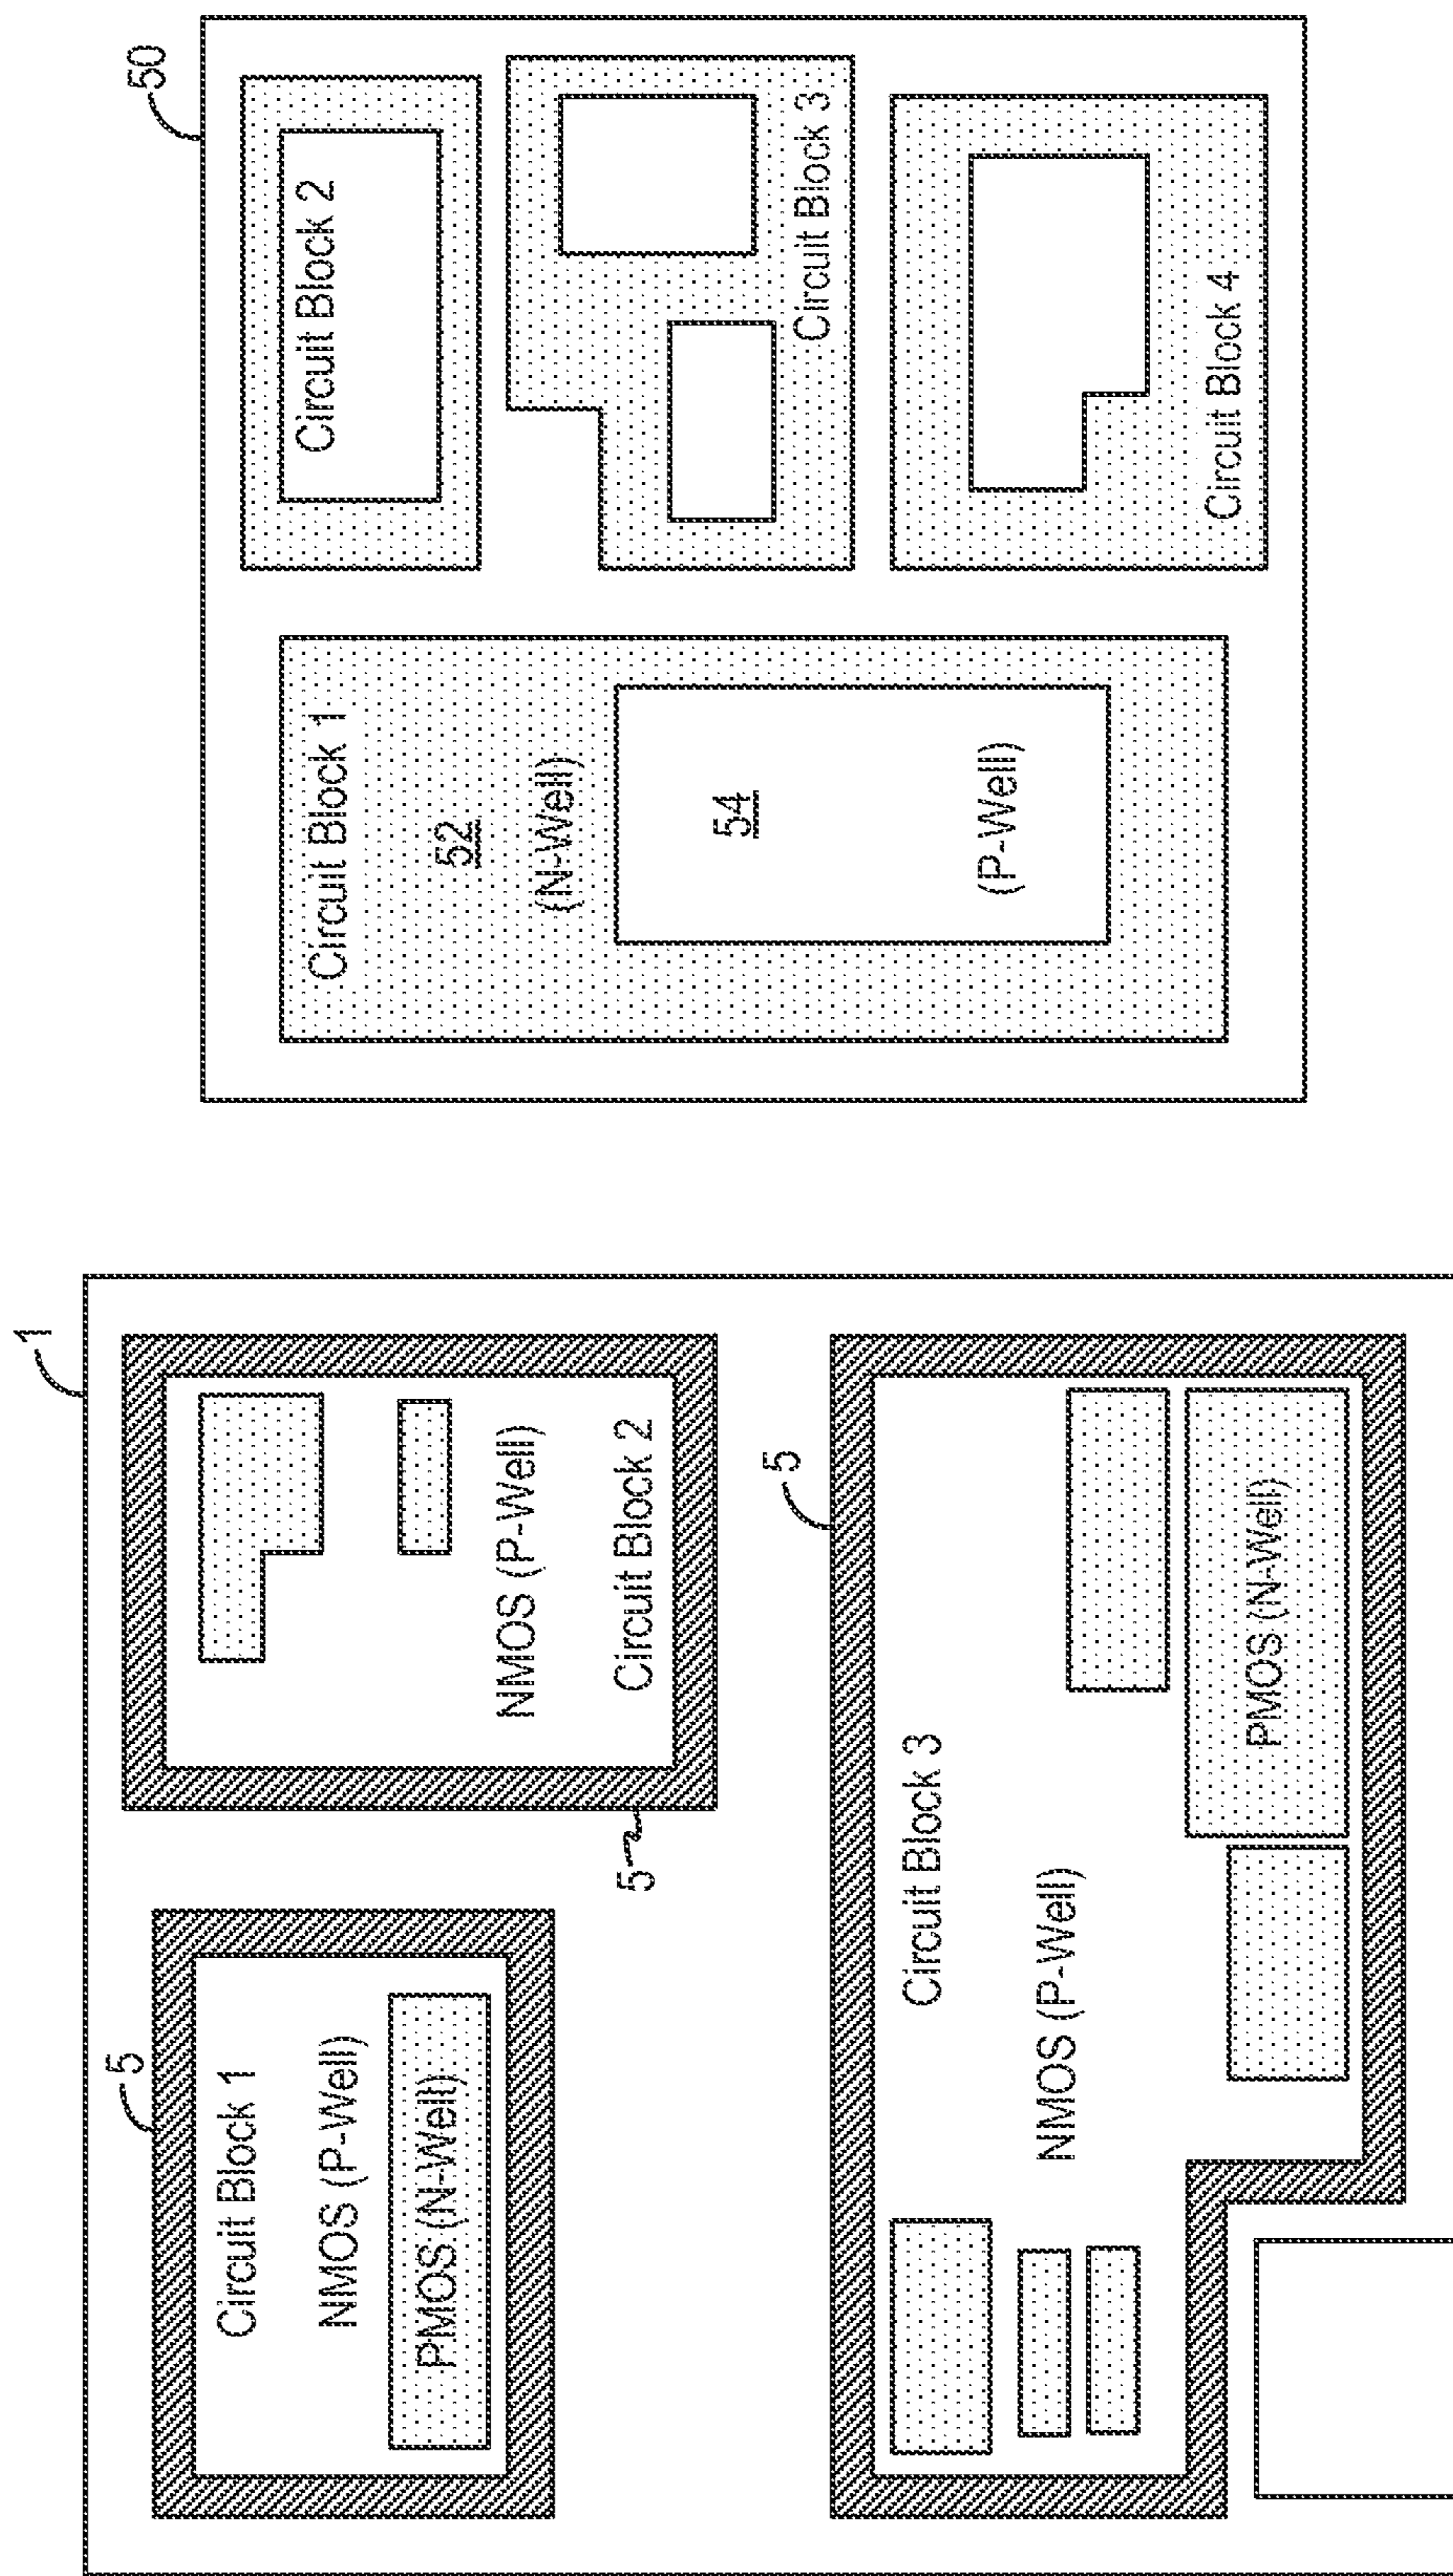 1
5
Circuit Block 1
NMOS (P-Well)
PMOS (N-Well)
5
NMOS (P-Well)
Circuit Block 2
5
Circuit Block 3
NMOS (P-Well)
PMOS (N-Well)
50
Circuit Block 1
52
(N-Well)
54
(P-Well)
Circuit Block 2
Circuit Block 3
Circuit Block 4